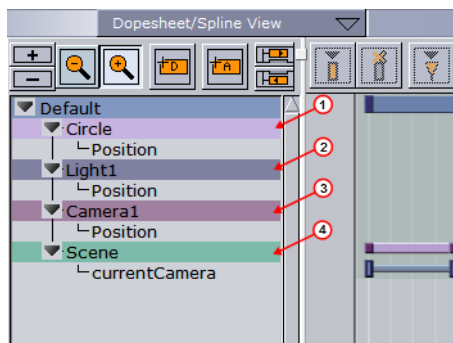 Dopesheet/Spline View
D
A
Default
1
Circle
Position
2
Light1
Position
3
Camera1
Position
4
Scene
currentCamera